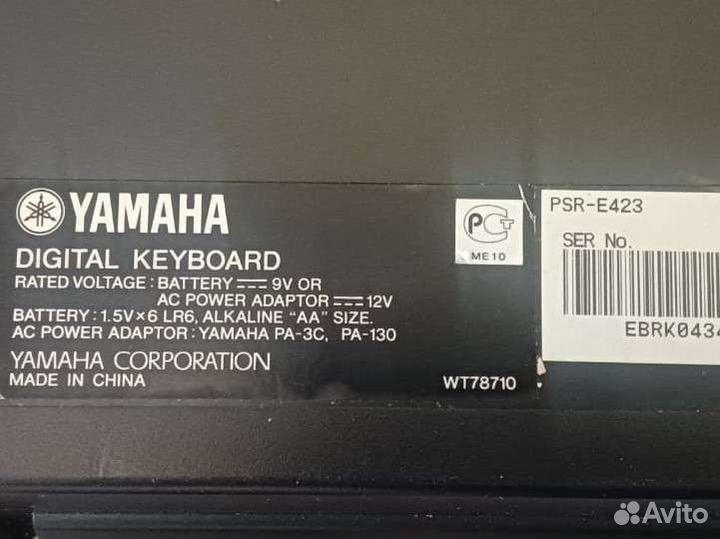 YAMAHA
DIGITAL KEYBOARD
RATED VOLTAGE : BATTERY ⎓ 9V OR
AC POWER ADAPTOR ⎓ 12V
BATTERY : 1.5V×6 LR6, ALKALINE "AA" SIZE.
AC POWER ADAPTOR : YAMAHA PA-3C, PA-130
YAMAHA CORPORATION
MADE IN CHINA
WT78710
РСТ
ME10
PSR-E423
SER No.
EBRK0434
Avito